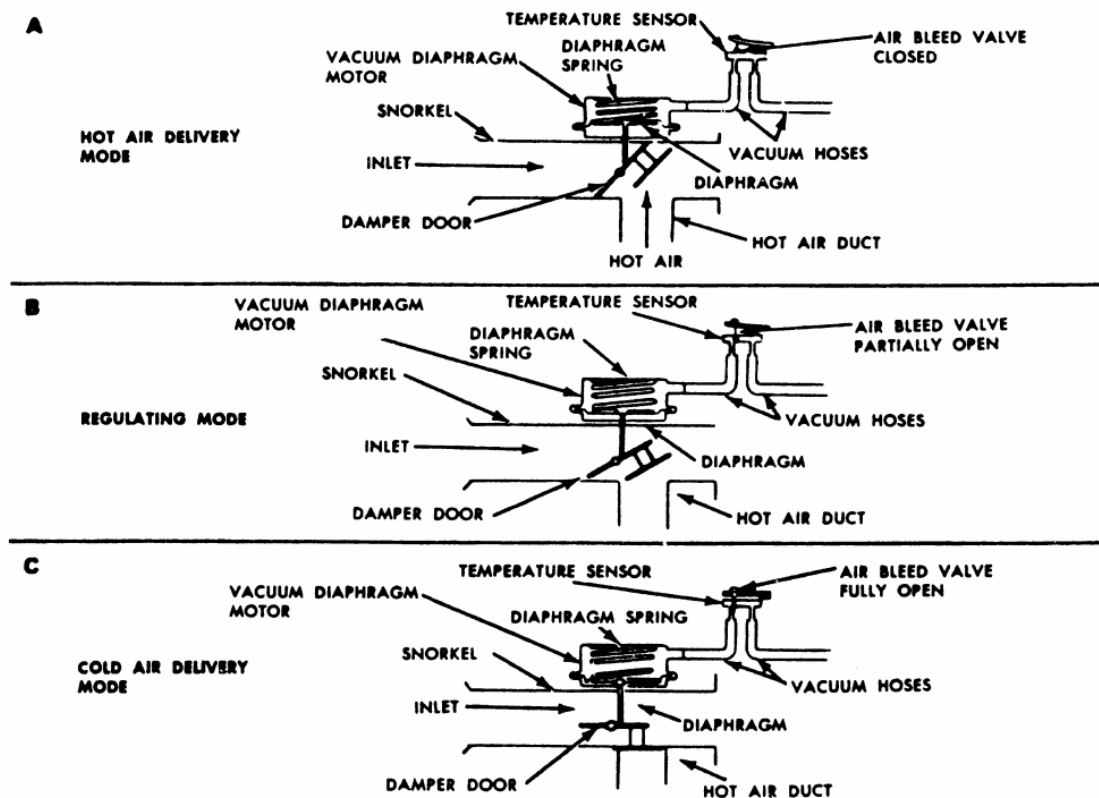 A
HOT AIR DELIVERY
MODE
TEMPERATURE SENSOR
DIAPHRAGM
SPRING
AIR BLEED VALVE
CLOSED
VACUUM DIAPHRAGM
MOTOR
SNORKEL
INLET
VACUUM HOSES
DIAPHRAGM
DAMPER DOOR
HOT AIR DUCT
HOT AIR
B
REGULATING MODE
VACUUM DIAPHRAGM
MOTOR
TEMPERATURE SENSOR
DIAPHRAGM
SPRING
AIR BLEED VALVE
PARTIALLY OPEN
SNORKEL
VACUUM HOSES
INLET
DIAPHRAGM
DAMPER DOOR
HOT AIR DUCT
C
COLD AIR DELIVERY
MODE
TEMPERATURE SENSOR
AIR BLEED VALVE
FULLY OPEN
VACUUM DIAPHRAGM
MOTOR
DIAPHRAGM SPRING
SNORKEL
VACUUM HOSES
INLET
DIAPHRAGM
DAMPER DOOR
HOT AIR DUCT